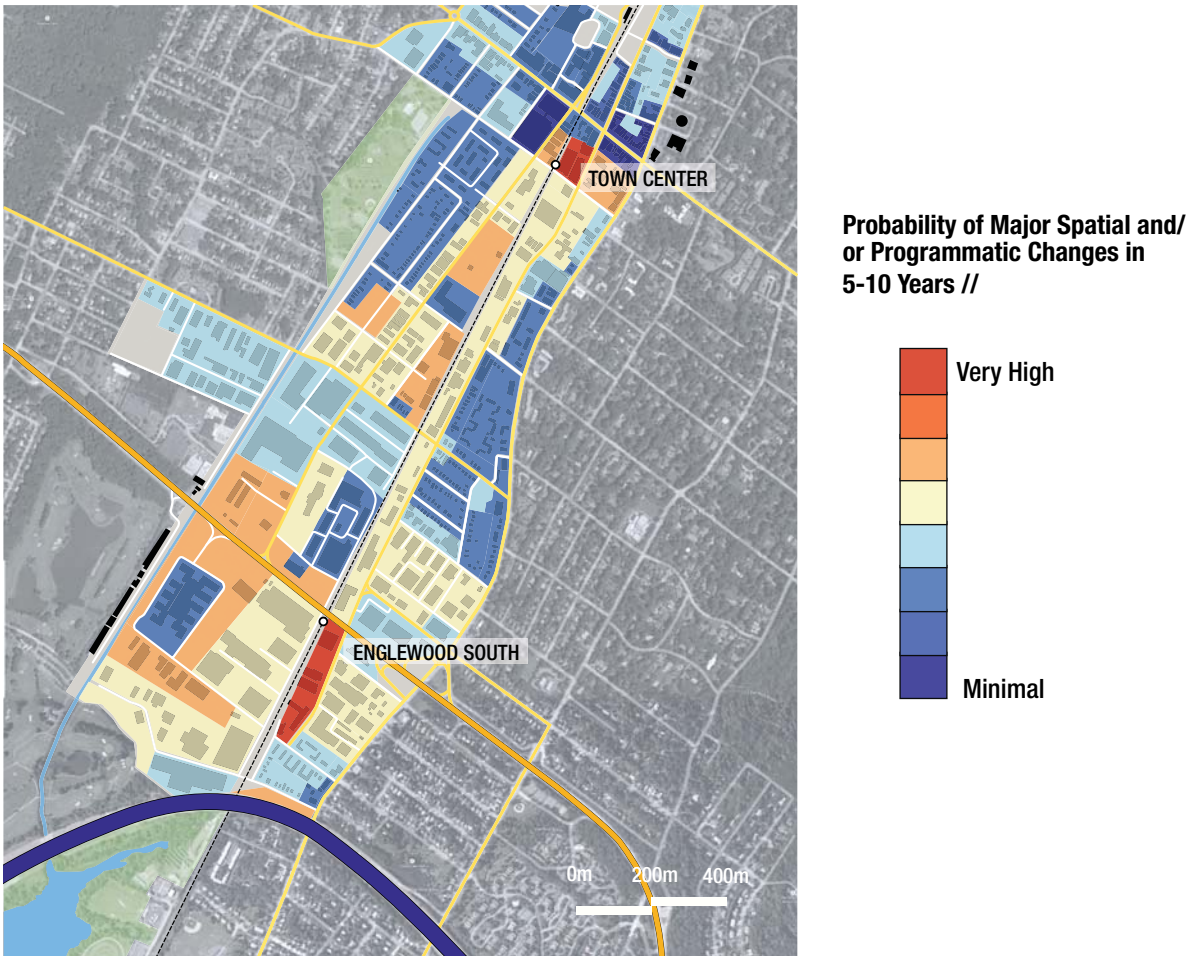 TOWN CENTER
Probability of Major Spatial and/
or Programmatic Changes in
5-10 Years //
Very High
Minimal
ENGLEWOOD SOUTH
0m 200m 400m